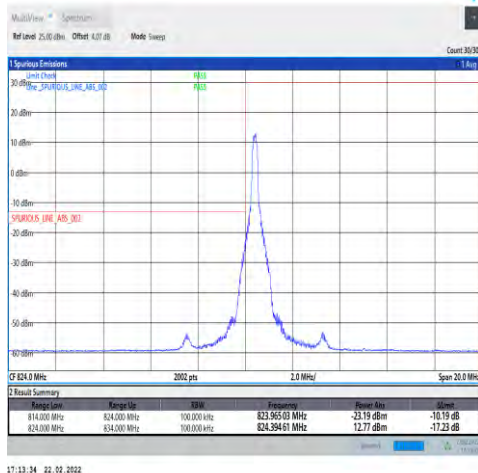 MultiView Spectrum
Ref Level 25.00 dBm Offset 4.07 dB Mode Sweep
Count 30/30
1 Spurious Emissions 1 Avg
Limit Check PASS
Line _SPURIOUS_LINE_ABS_002 PASS
30 dBm
20 dBm
10 dBm
0 dBm
-10 dBm
_SPURIOUS_LINE_ABS_002
-20 dBm
-30 dBm
-40 dBm
-50 dBm
-60 dBm
CF 824.0 MHz 2002 pts 2.0 MHz/ Span 20.0 MHz
2 Result Summary
Range Low Range Up RBW Frequency Power Abs ΔLimit
814.000 MHz 824.000 MHz 100.000 kHz 823.96503 MHz -23.19 dBm -10.19 dB
824.000 MHz 834.000 MHz 100.000 kHz 824.39461 MHz 12.77 dBm -17.23 dB
17:13:34 22.02.2022